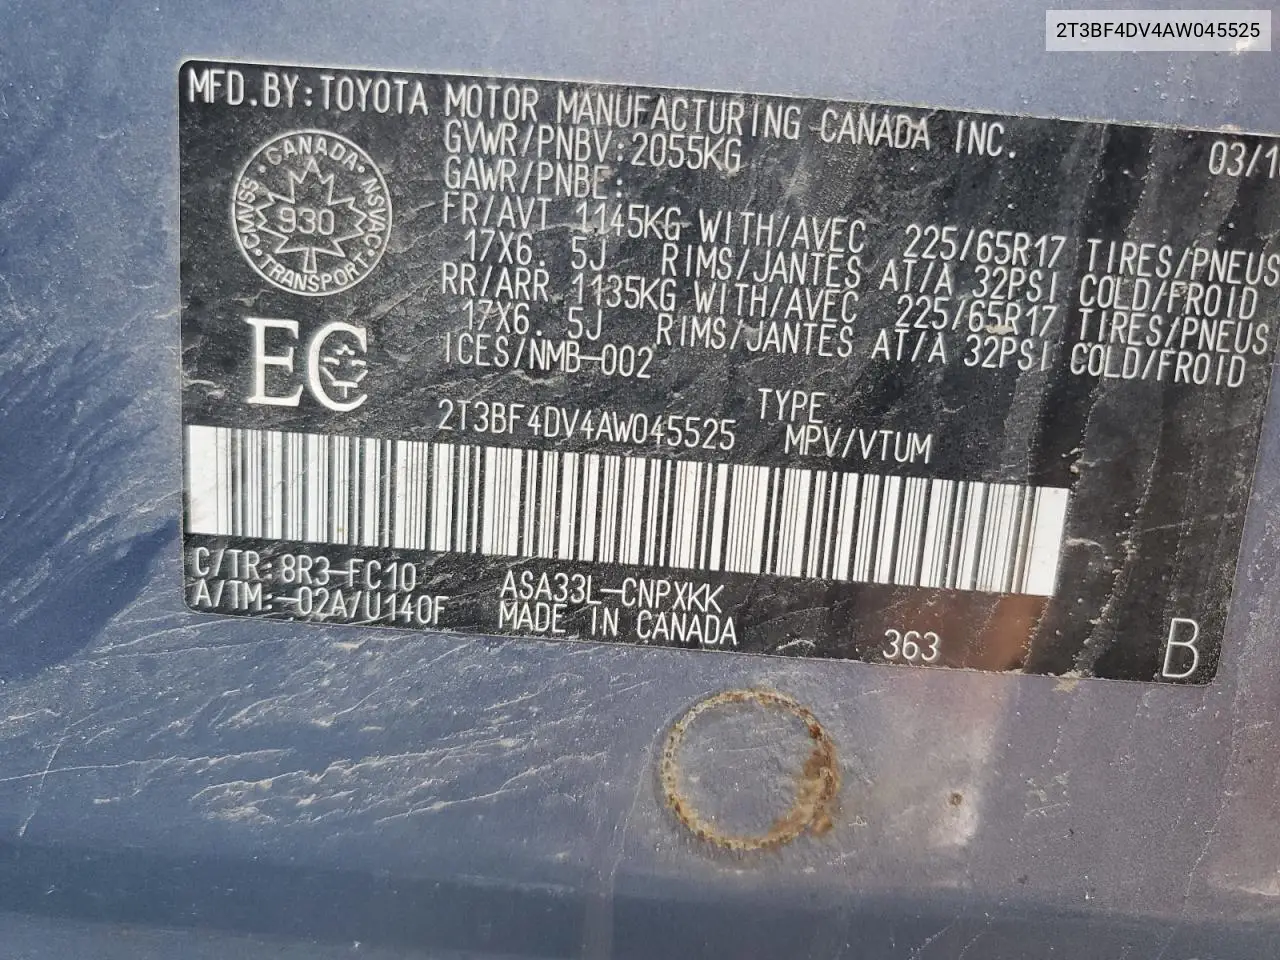 2T3BF4DV4AW045525
MFD.BY:TOYOTA MOTOR MANUFACTURING CANADA INC.
03/1
GVWR/PNBV:2055KG
GAWR/PNBE:
FR/AVT 1145KG WITH/AVEC 225/65R17 TIRES/PNEUS
17X6. 5J RIMS/JANTES AT/A 32PSI COLD/FROID
RR/ARR 1135KG WITH/AVEC 225/65R17 TIRES/PNEUS
17X6. 5J RIMS/JANTES AT/A 32PSI COLD/FROID
ICES/NMB-002
CANADA
NSVAC
TRANSPORT
CMVSS
930
EC
2T3BF4DV4AW045525
TYPE
MPV/VTUM
C/TR:8R3-FC10
A/TM:-02A/U140F
ASA33L-CNPXKK
MADE IN CANADA
363
B